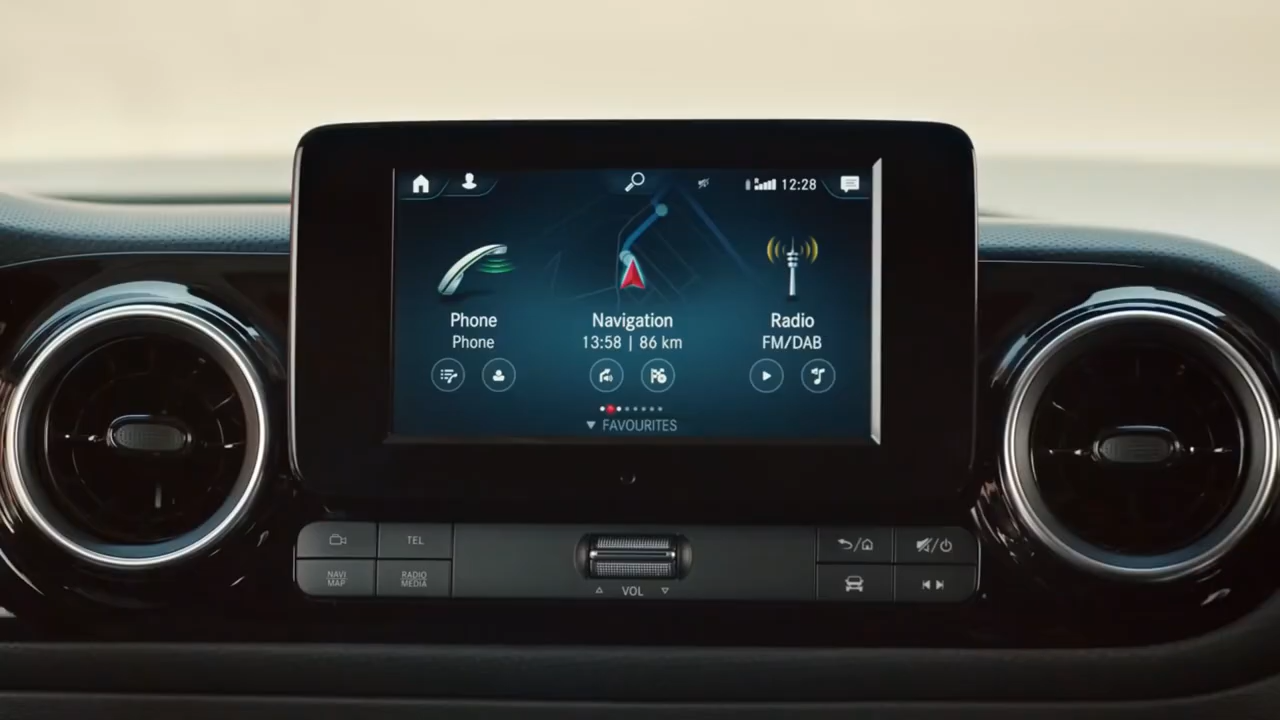 12:28
Phone
Phone
Navigation
13:58 | 86 km
Radio
FM/DAB
FAVOURITES
TEL
NAVI
MAP
RADIO
MEDIA
VOL